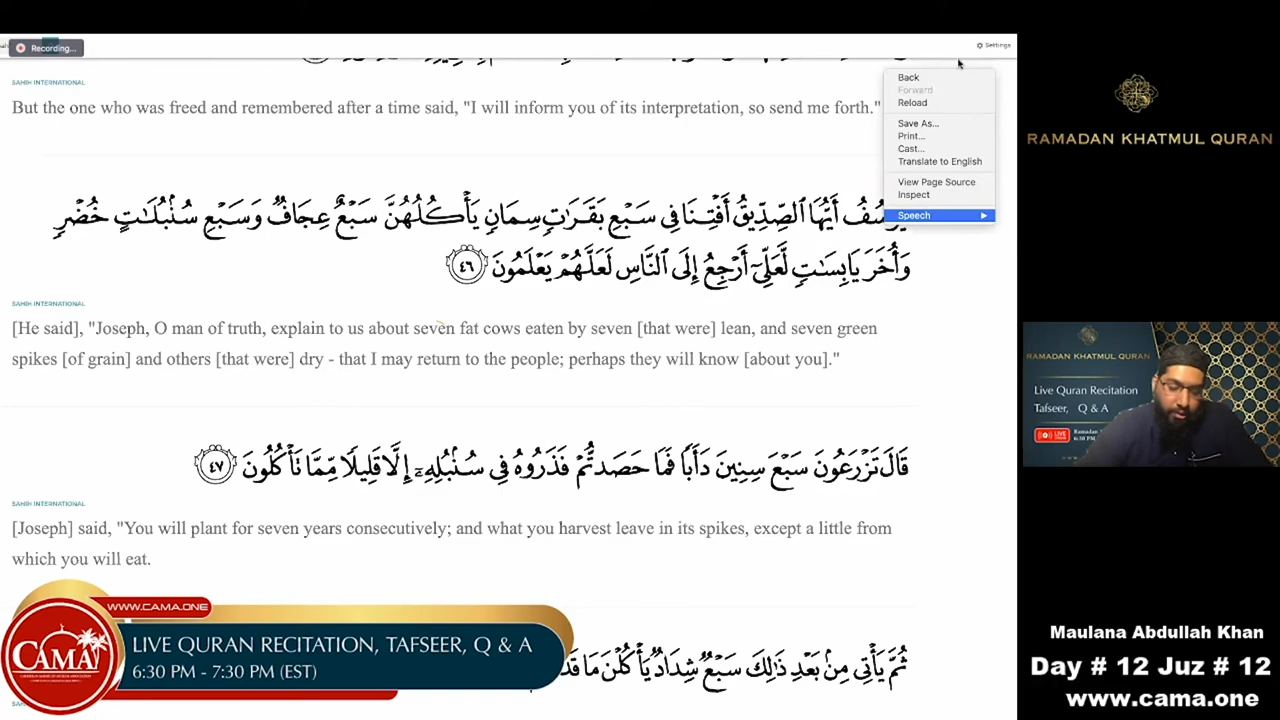 Recording...
Settings
SAHIH INTERNATIONAL
But the one who was freed and remembered after a time said, "I will inform you of its interpretation, so send me forth."
Back
Forward
Reload
Save As...
Print...
Cast...
Translate to English
View Page Source
Inspect
Speech
أَيُّهَا ٱلصِّدِّيقُ أَفْتِنَا فِى سَبْعِ بَقَرَٰتٍ سِمَانٍ يَأْكُلُهُنَّ سَبْعٌ عِجَافٌ وَسَبْعِ سُنۢبُلَٰتٍ خُضْرٍ
وَأُخَرَ يَابِسَٰتٍ لَّعَلِّىٓ أَرْجِعُ إِلَى ٱلنَّاسِ لَعَلَّهُمْ يَعْلَمُونَ ٤٦
SAHIH INTERNATIONAL
[He said], "Joseph, O man of truth, explain to us about seven fat cows eaten by seven [that were] lean, and seven green
spikes [of grain] and others [that were] dry - that I may return to the people; perhaps they will know [about you]."
قَالَ تَزْرَعُونَ سَبْعَ سِنِينَ دَأَبًا فَمَا حَصَدتُّمْ فَذَرُوهُ فِى سُنۢبُلِهِۦٓ إِلَّا قَلِيلًا مِّمَّا تَأْكُلُونَ ٤٧
SAHIH INTERNATIONAL
[Joseph] said, "You will plant for seven years consecutively; and what you harvest leave in its spikes, except a little from
which you will eat.
ثُمَّ يَأْتِى مِنۢ بَعْدِ ذَٰلِكَ سَبْعٌ شِدَادٌ يَأْكُلْنَ مَا
WWW.CAMA.ONE
CAMA
LIVE QURAN RECITATION, TAFSEER, Q & A
6:30 PM - 7:30 PM (EST)
RAMADAN KHATMUL QURAN
RAMADAN KHATMUL QURAN
Live Quran Recitation
Tafseer, Q & A
Maulana Abdullah Khan
Day # 12 Juz # 12
www.cama.one